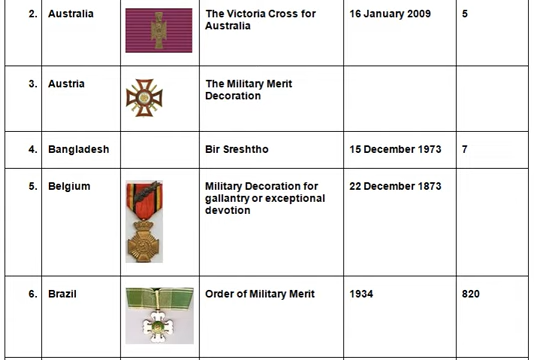 2. Australia The Victoria Cross for 16 January 2009 5
Australia
3. Austria The Military Merit
Decoration
4. Bangladesh Bir Sreshtho 15 December 1973 7
5. Belgium Military Decoration for 22 December 1873
gallantry or exceptional
devotion
6. Brazil Order of Military Merit 1934 820